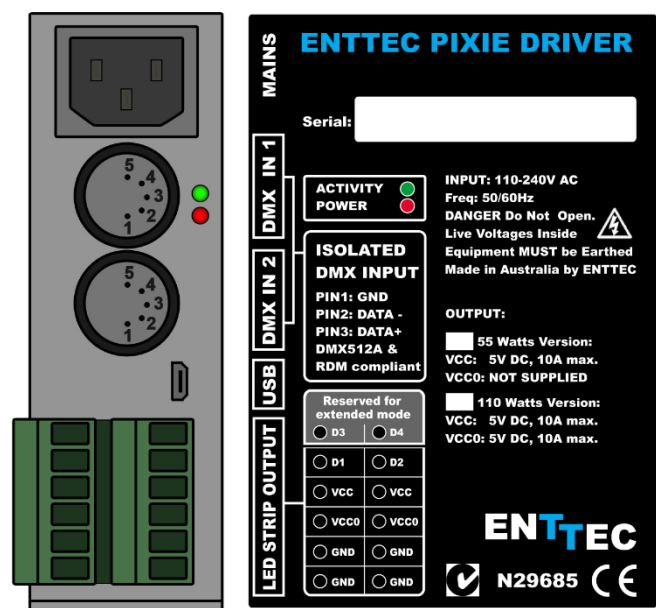 5
4
3
2
1
5
4
3
2
1
MAINS
DMX IN 1
DMX IN 2
USB
LED STRIP OUTPUT
ENTTEC PIXIE DRIVER
Serial:
ACTIVITY
POWER
ISOLATED
DMX INPUT
PIN1: GND
PIN2: DATA -
PIN3: DATA+
DMX512A &
RDM compliant
Reserved for
extended mode
D3 D4
D1 D2
VCC VCC
VCC0 VCC0
GND GND
GND GND
INPUT: 110-240V AC
Freq: 50/60Hz
DANGER Do Not Open.
Live Voltages Inside
Equipment MUST be Earthed
Made in Australia by ENTTEC
OUTPUT:
55 Watts Version:
VCC: 5V DC, 10A max.
VCC0: NOT SUPPLIED
110 Watts Version:
VCC: 5V DC, 10A max.
VCC0: 5V DC, 10A max.
ENTTEC
N29685 CE